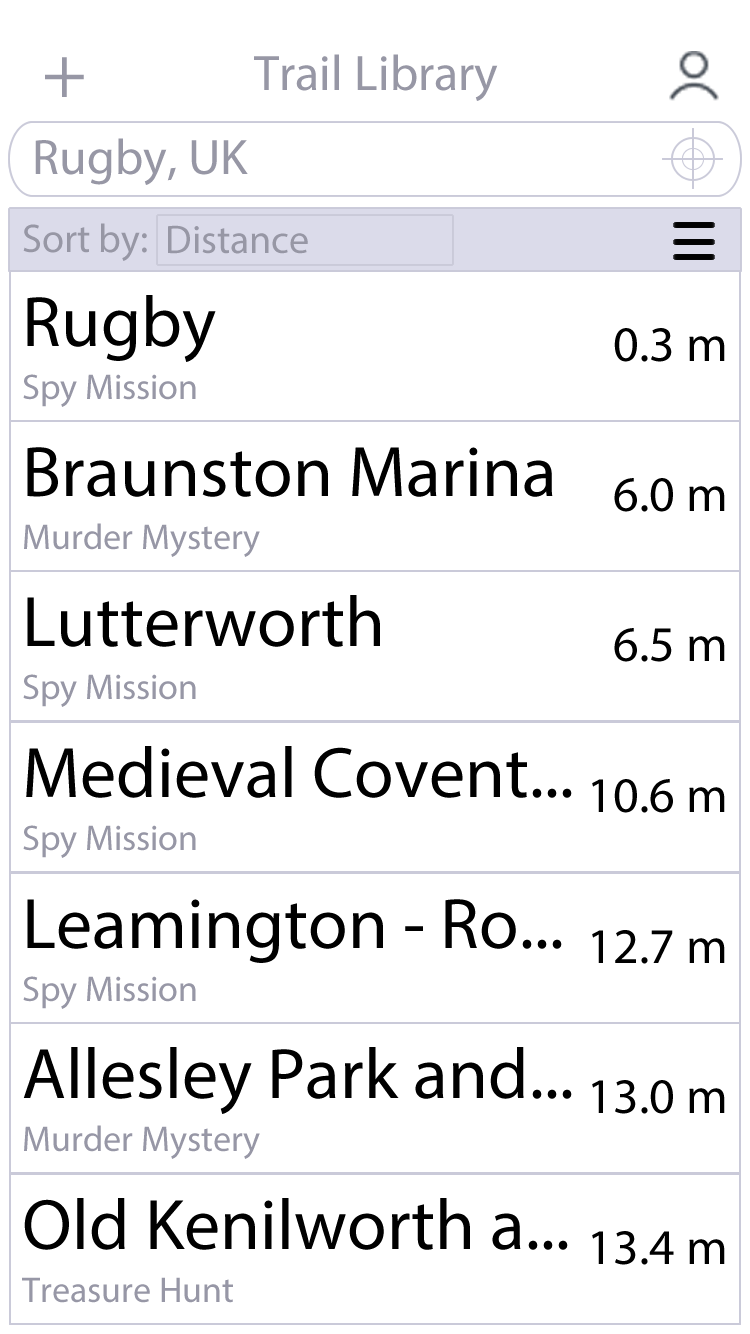 Trail Library
Rugby, UK
Sort by: Distance
Rugby
0.3 m
Spy Mission
Braunston Marina
6.0 m
Murder Mystery
Lutterworth
6.5 m
Spy Mission
Medieval Covent...
10.6 m
Spy Mission
Leamington - Ro...
12.7 m
Spy Mission
Allesley Park and...
13.0 m
Murder Mystery
Old Kenilworth a...
13.4 m
Treasure Hunt